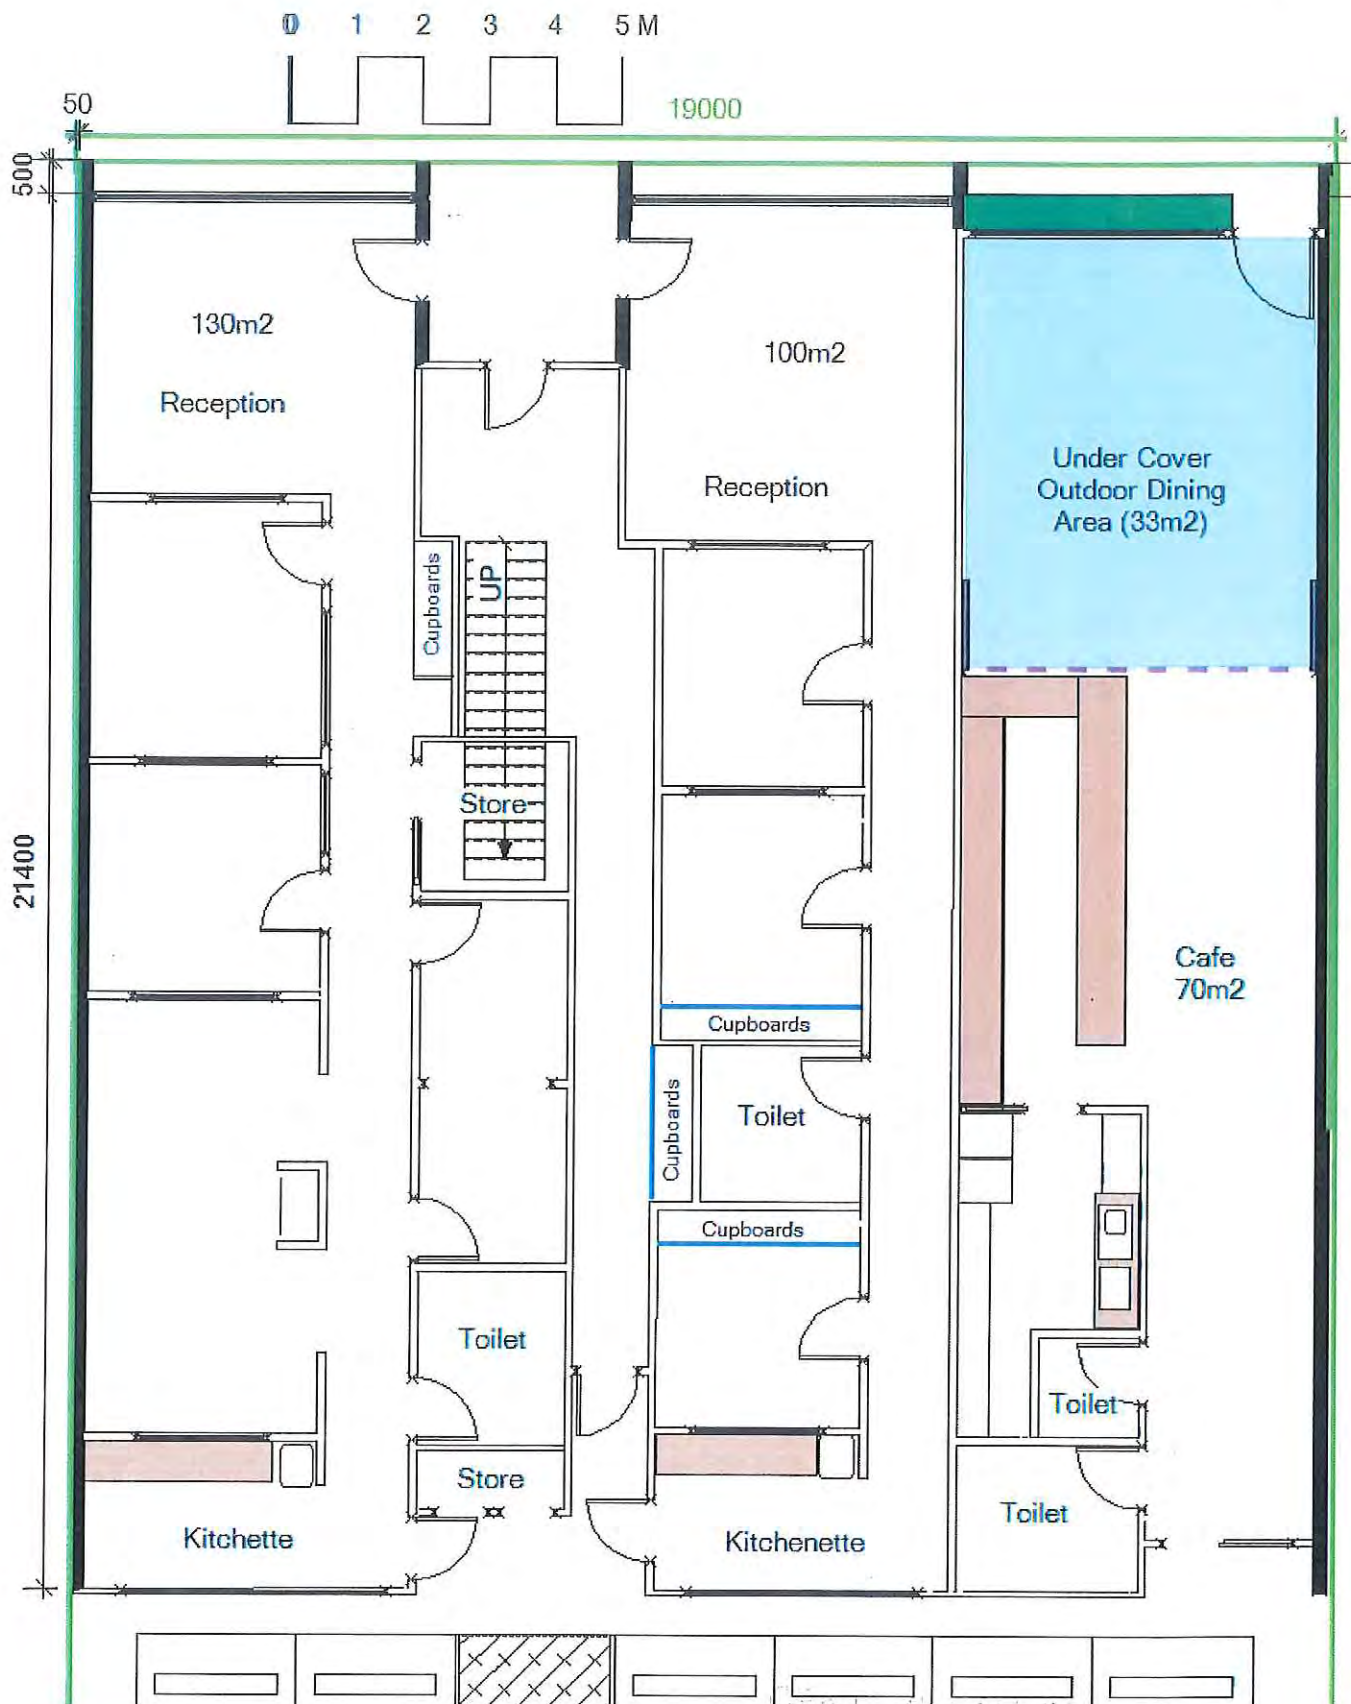 0 1 2 3 4 5 M
50
19000
500
130m2
100m2
Reception
Under Cover
Outdoor Dining
Area (33m2)
Reception
Cupboards
UP
Store
21400
Cafe
70m2
Cupboards
Cupboards
Toilet
Cupboards
Toilet
Toilet
Store
Toilet
Kitchette
Kitchenette